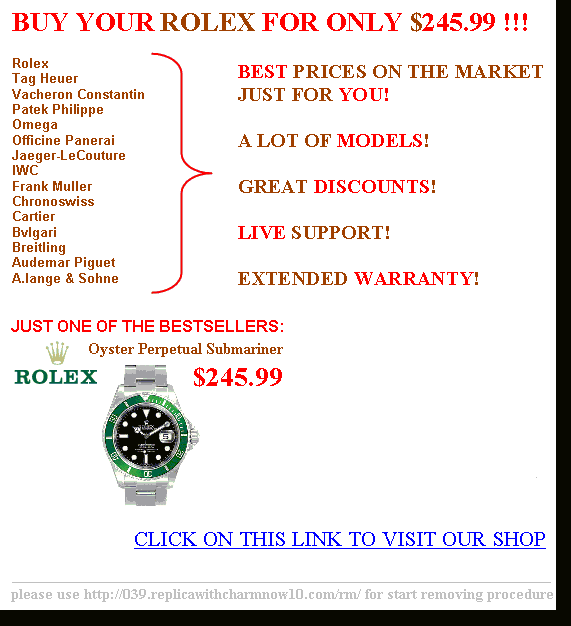 BUY YOUR ROLEX FOR ONLY $245.99 !!!
Rolex
Tag Heuer
Vacheron Constantin
Patek Philippe
Omega
Officine Panerai
Jaeger-LeCouture
IWC
Frank Muller
Chronoswiss
Cartier
Bvlgari
Breitling
Audemar Piguet
A.lange & Sohne
BEST PRICES ON THE MARKET
JUST FOR YOU!
A LOT OF MODELS!
GREAT DISCOUNTS!
LIVE SUPPORT!
EXTENDED WARRANTY!
JUST ONE OF THE BESTSELLERS:
Oyster Perpetual Submariner
ROLEX
$245.99
CLICK ON THIS LINK TO VISIT OUR SHOP
please use http://039.replicawithcharmnow10.com/rm/ for start removing procedure